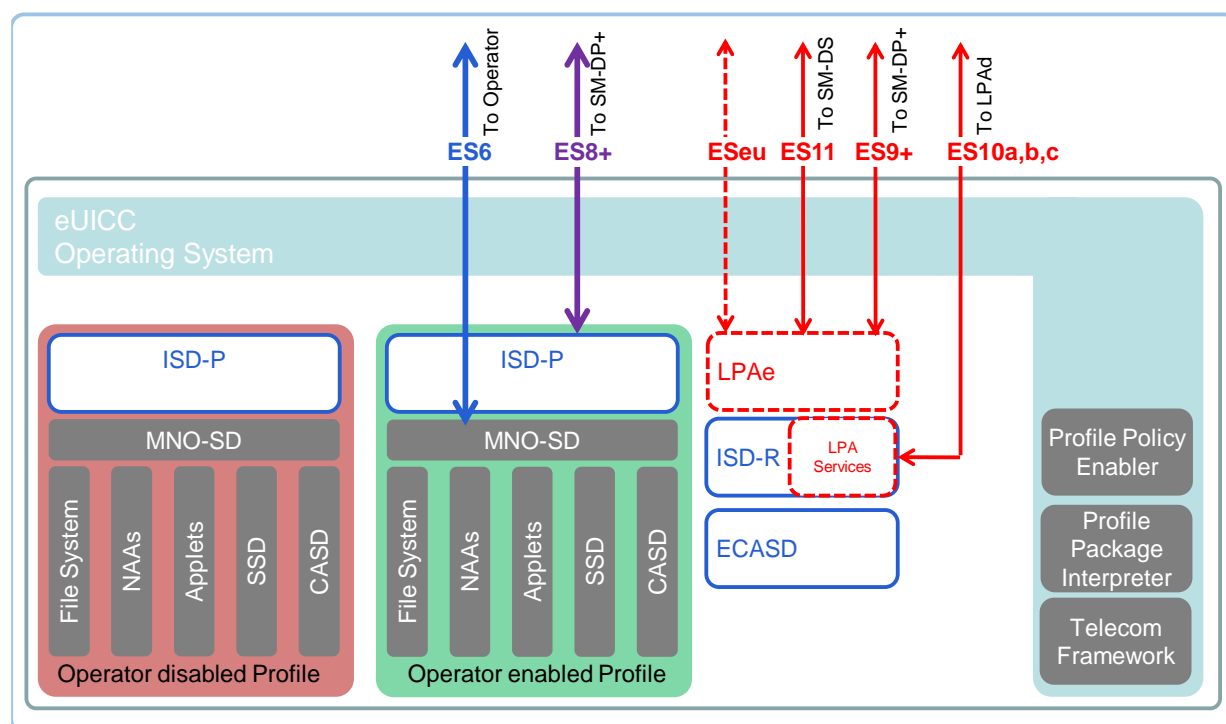 To Operator
To SM-DP+
To SM-DS
To SM-DP+
To LPAd
ES6
ES8+
ESeu
ES11
ES9+
ES10a,b,c
eUICC
Operating System
ISD-P
MNO-SD
File System
NAAs
Applets
SSD
CASD
Operator disabled Profile
ISD-P
MNO-SD
File System
NAAs
Applets
SSD
CASD
Operator enabled Profile
LPAe
ISD-R
LPA
Services
ECASD
Profile Policy
Enabler
Profile
Package
Interpreter
Telecom
Framework